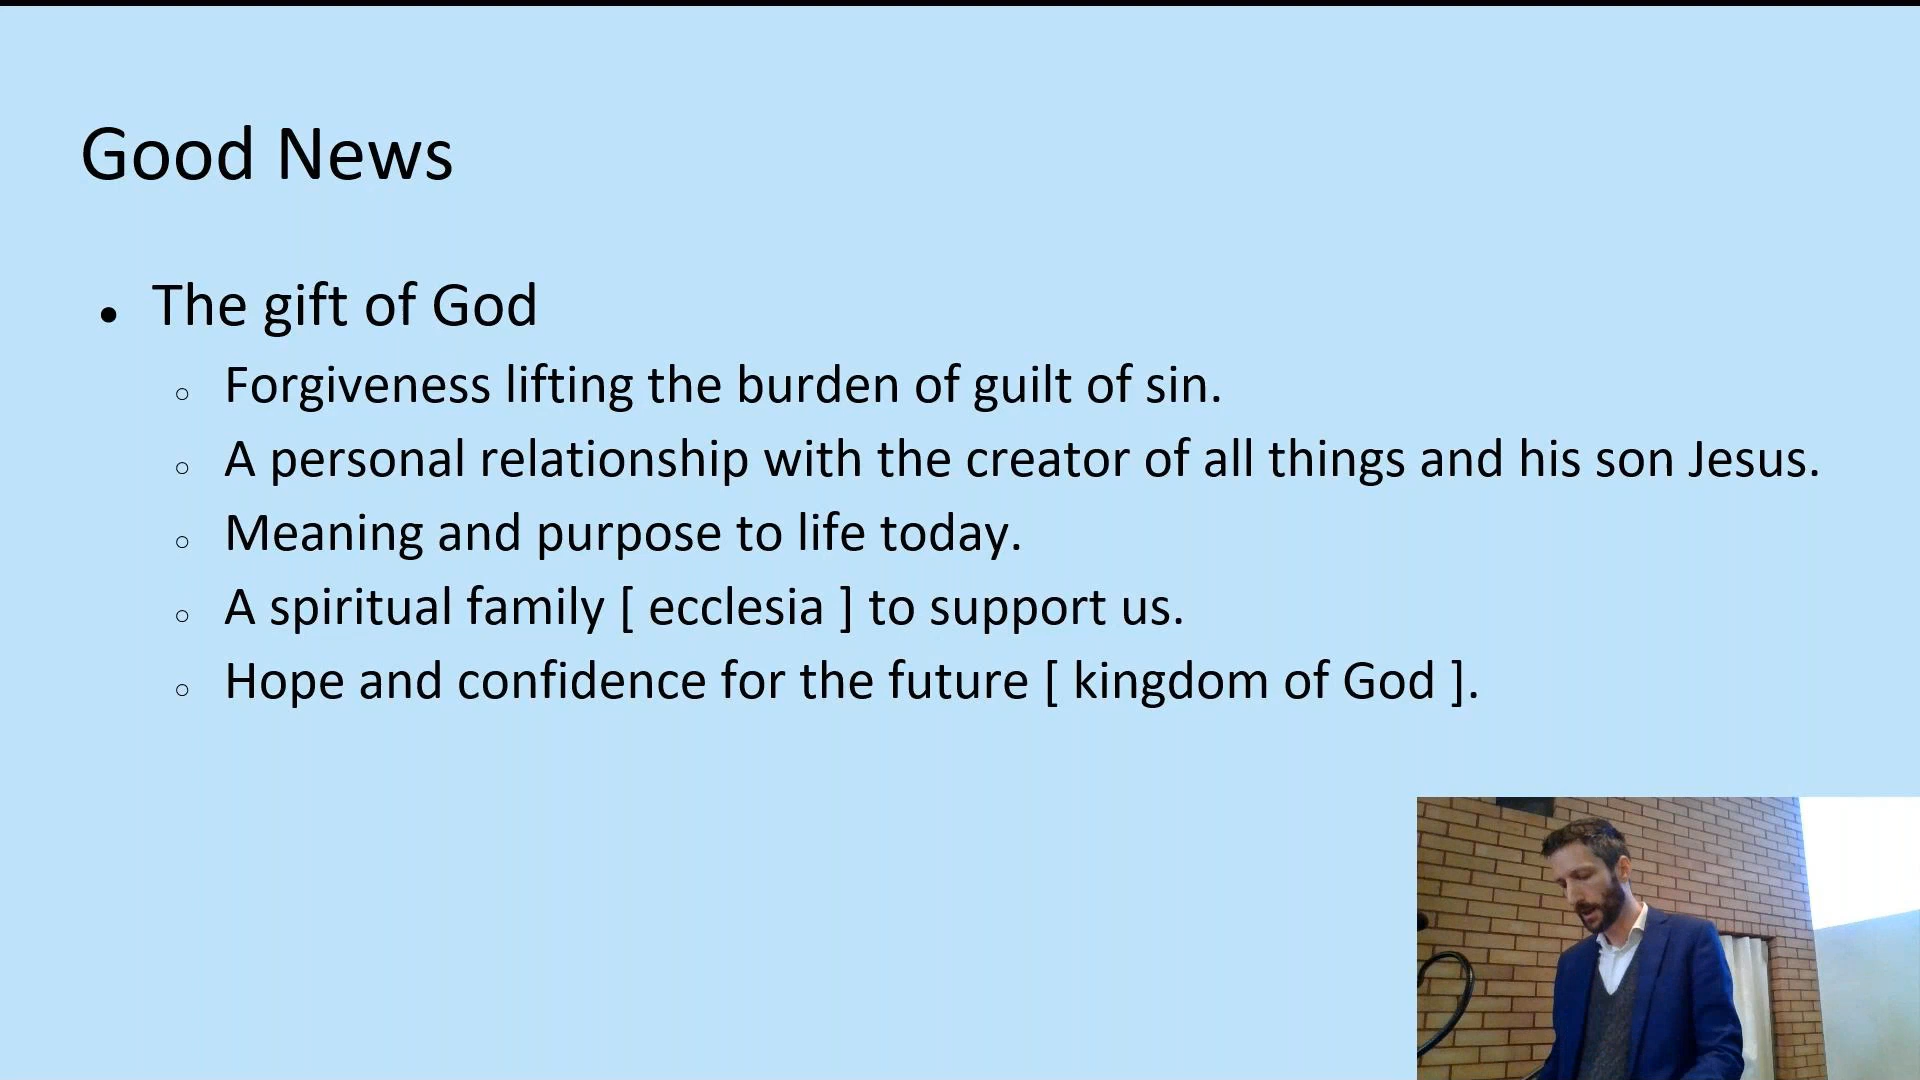 Good News
• The gift of God
○ Forgiveness lifting the burden of guilt of sin.
○ A personal relationship with the creator of all things and his son Jesus.
○ Meaning and purpose to life today.
○ A spiritual family [ ecclesia ] to support us.
○ Hope and confidence for the future [ kingdom of God ].